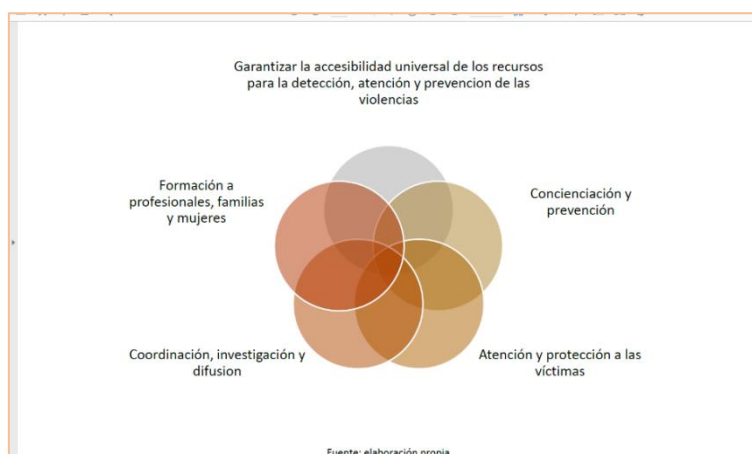 Garantizar la accesibilidad universal de los recursos
para la detección, atención y prevencion de las
violencias
Formación a
profesionales, familias
y mujeres
Concienciación y
prevención
Coordinación, investigación y
difusion
Atención y protección a las
víctimas
Fuente: elaboración propia